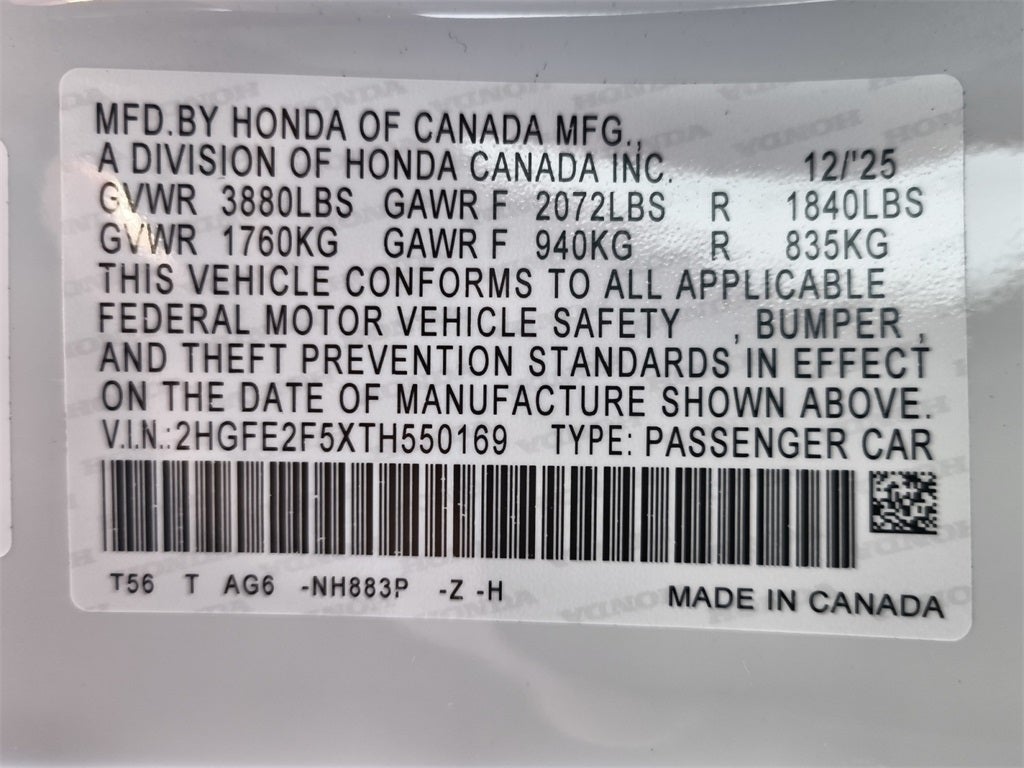 MFD.BY HONDA OF CANADA MFG.,
A DIVISION OF HONDA CANADA INC. 12/'25
GVWR 3880LBS GAWR F 2072LBS R 1840LBS
GVWR 1760KG GAWR F 940KG R 835KG
THIS VEHICLE CONFORMS TO ALL APPLICABLE
FEDERAL MOTOR VEHICLE SAFETY , BUMPER ,
AND THEFT PREVENTION STANDARDS IN EFFECT
ON THE DATE OF MANUFACTURE SHOWN ABOVE.
V.I.N.:2HGFE2F5XTH550169 TYPE: PASSENGER CAR
T56 T AG6 -NH883P -Z -H MADE IN CANADA